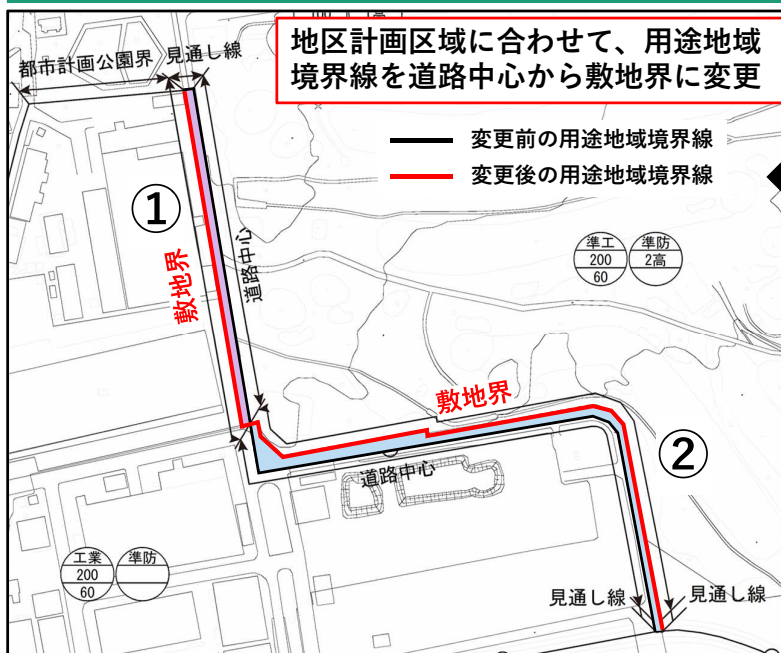 地区計画区域に合わせて、用途地域
境界線を道路中心から敷地界に変更
都市計画公園界
見通し線
変更前の用途地域境界線
変更後の用途地域境界線
①
敷地界
道路中心
準工
200
60
準防
2高
敷地界
道路中心
②
工業
200
60
準防
見通し線
見通し線